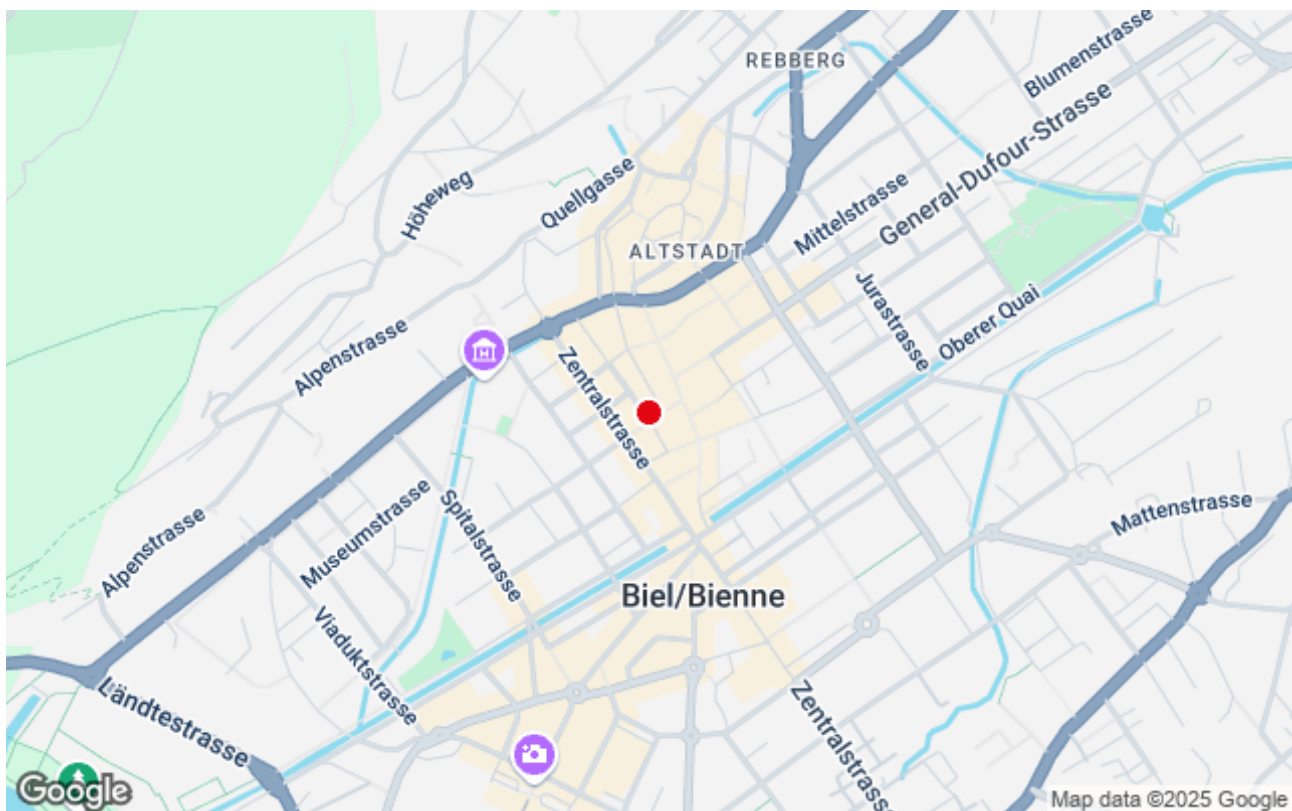 REBBERG
Blumenstrasse
General-Dufour-Strasse
Höheweg
Quellgasse
Mittelstrasse
ALTSTADT
Jurastrasse
Oberer Quai
Alpenstrasse
Zentralstrasse
Museumstrasse
Spitalstrasse
Mattenstrasse
Alpenstrasse
Biel/Bienne
Viaduktstrasse
Ländtestrasse
Zentralstrasse
Google
Map data ©2025 Google